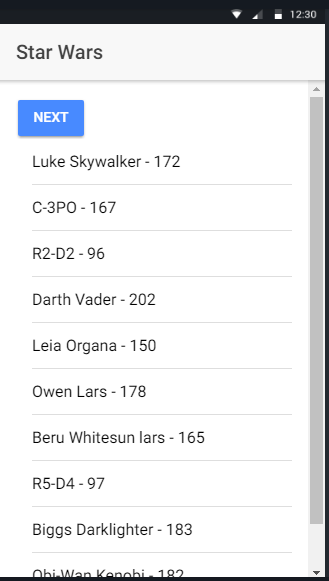 12:30
Star Wars
NEXT
Luke Skywalker - 172
C-3PO - 167
R2-D2 - 96
Darth Vader - 202
Leia Organa - 150
Owen Lars - 178
Beru Whitesun lars - 165
R5-D4 - 97
Biggs Darklighter - 183
Obi-Wan Kenobi - 182